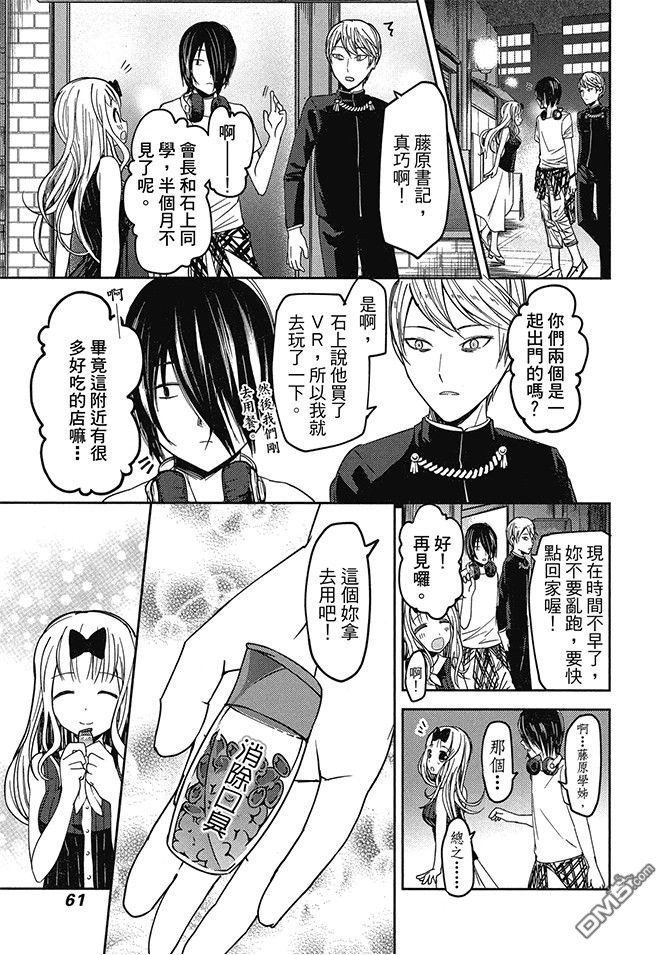 藤原書記，
真巧啊！
啊——！
會長和石上同
學，半個月不
見了呢。
你們兩個是一
起出門的嗎？
是啊，
石上說他買了
ＶＲ，所以我就
去玩了一下。
然後我們剛
去用餐。
啊
畢竟這附近有很
多好吃的店嘛…
現在時間不早了，
妳不要亂跑，要快
點回家喔！
好！
再見囉。
啊！
啊…藤原學姊，
那個…
總之……
這個妳拿
去用吧！
消除口臭
61
DM5.com